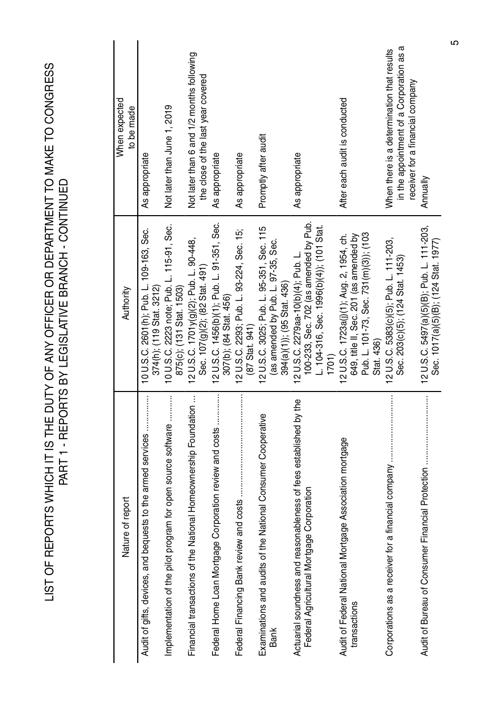 LIST OF REPORTS WHICH IT IS THE DUTY OF ANY OFFICER OR DEPARTMENT TO MAKE TO CONGRESS
PART 1 - REPORTS BY LEGISLATIVE BRANCH - CONTINUED
Nature of report
Authority
When expected
to be made
Audit of gifts, devices, and bequests to the armed services
10 U.S.C. 2601(h); Pub. L. 109-163, Sec.
374(h); (119 Stat. 3212)
As appropriate
Implementation of the pilot program for open source software
10 U.S.C. 2223 note; Pub. L. 115-91, Sec.
875(c); (131 Stat. 1503)
Not later than June 1, 2019
Financial transactions of the National Homeownership Foundation
12 U.S.C. 1701y(g)(2); Pub. L. 90-448,
Sec. 107(g)(2); (82 Stat. 491)
Not later than 6 and 1/2 months following
the close of the last year covered
Federal Home Loan Mortgage Corporation review and costs
12 U.S.C. 1456(b)(1); Pub. L. 91-351, Sec.
307(b); (84 Stat. 456)
As appropriate
Federal Financing Bank review and costs
12 U.S.C. 2293; Pub. L. 93-224, Sec. 15;
(87 Stat. 941)
As appropriate
Examinations and audits of the National Consumer Cooperative
Bank
12 U.S.C. 3025; Pub. L. 95-351, Sec. 115
(as amended by Pub. L. 97-35, Sec.
394(a)(1)); (95 Stat. 436)
Promptly after audit
Actuarial soundness and reasonableness of fees established by the
Federal Agricultural Mortgage Corporation
12 U.S.C. 2279aa-10(b)(4); Pub. L.
100-233, Sec. 702 (as amended by Pub.
L. 104-316, Sec. 1996(b)(4)); (101 Stat.
1701)
As appropriate
Audit of Federal National Mortgage Association mortgage
transactions
12 U.S.C. 1723a(j)(1); Aug. 2, 1954, ch.
649, title II, Sec. 201 (as amended by
Pub. L. 101-73, Sec. 731(m)(3)); (103
Stat. 436)
After each audit is conducted
Corporations as a receiver for a financial company
12 U.S.C. 5383(c)(5); Pub. L. 111-203,
Sec. 203(c)(5); (124 Stat. 1453)
When there is a determination that results
in the appointment of a Corporation as a
receiver for a financial company
Audit of Bureau of Consumer Financial Protection
12 U.S.C. 5497(a)(5)(B); Pub. L. 111-203,
Sec. 1017(a)(5)(B); (124 Stat. 1977)
Annually
5